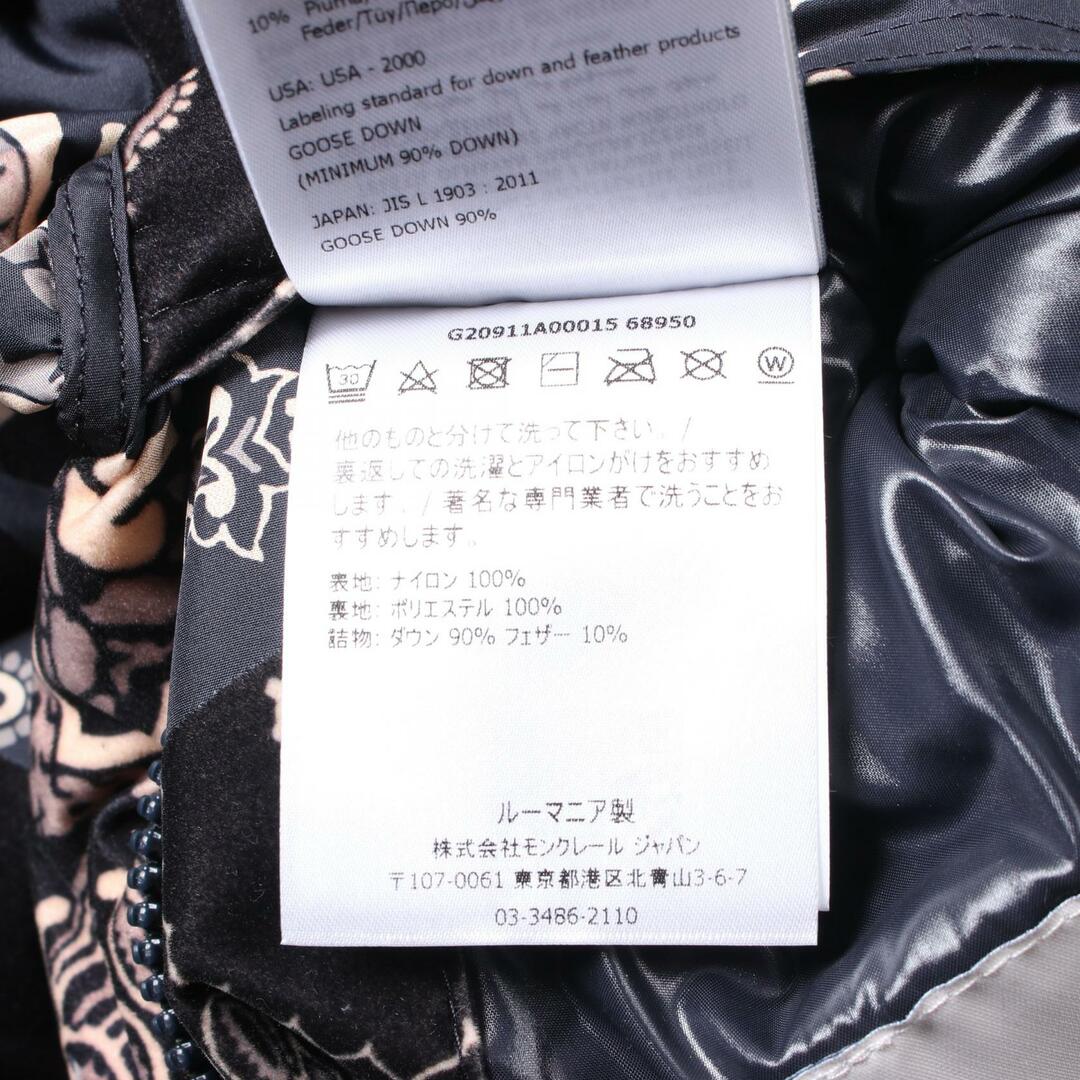 10% Piuma/
Feder/Tüy/Перо/
USA: USA - 2000
Labeling standard for down and feather products
GOOSE DOWN
(MINIMUM 90% DOWN)
JAPAN: JIS L 1903 : 2011
GOOSE DOWN 90%
G20911A00015 68950
30
W
他のものと分けて洗って下さい。/
裏返しての洗濯とアイロンがけをおすすめ
します。/ 著名な専門業者で洗うことをお
すすめします。
表地: ナイロン 100%
裏地: ポリエステル 100%
詰物: ダウン 90% フェザー 10%
ルーマニア製
株式会社モンクレール ジャパン
〒107-0061 東京都港区北青山3-6-7
03-3486-2110